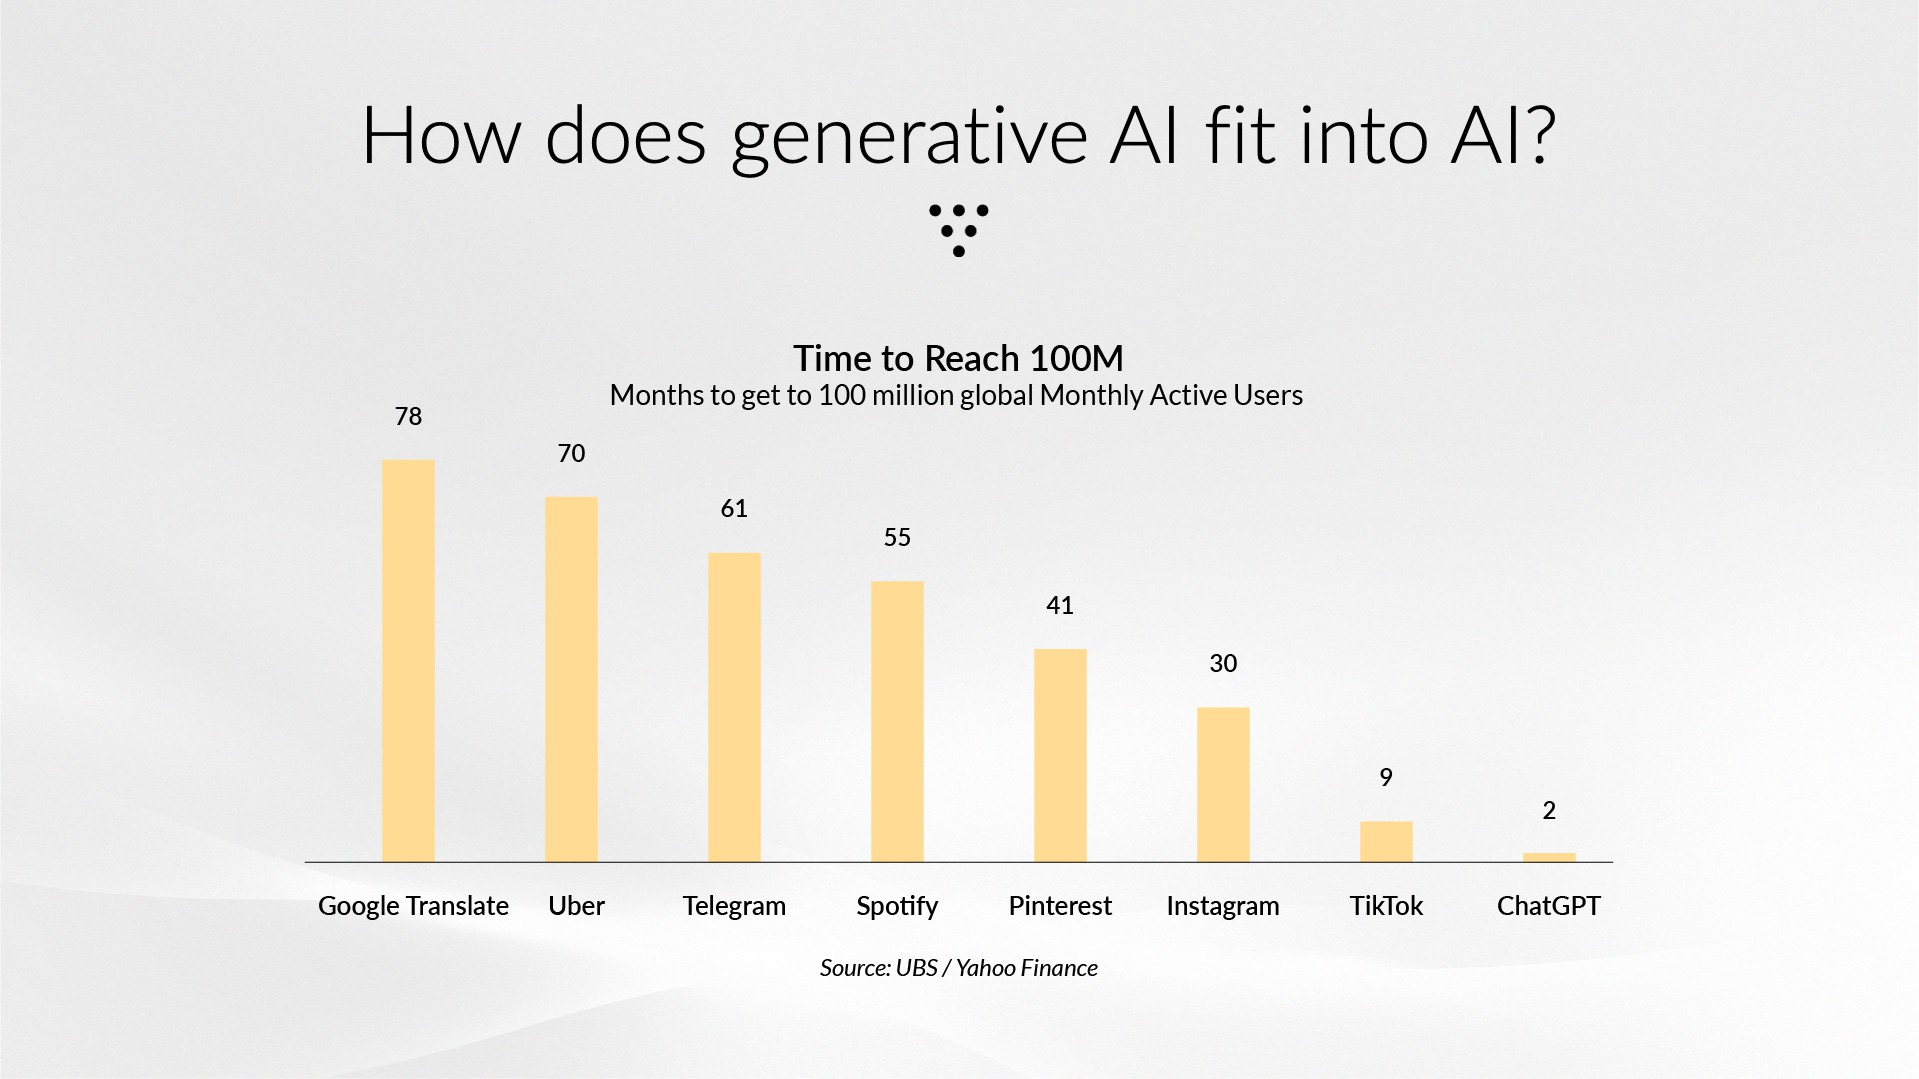 How does generative AI fit into AI?
Time to Reach 100M
Months to get to 100 million global Monthly Active Users
78
70
61
55
41
30
9
2
Google Translate
Uber
Telegram
Spotify
Pinterest
Instagram
TikTok
ChatGPT
Source: UBS / Yahoo Finance